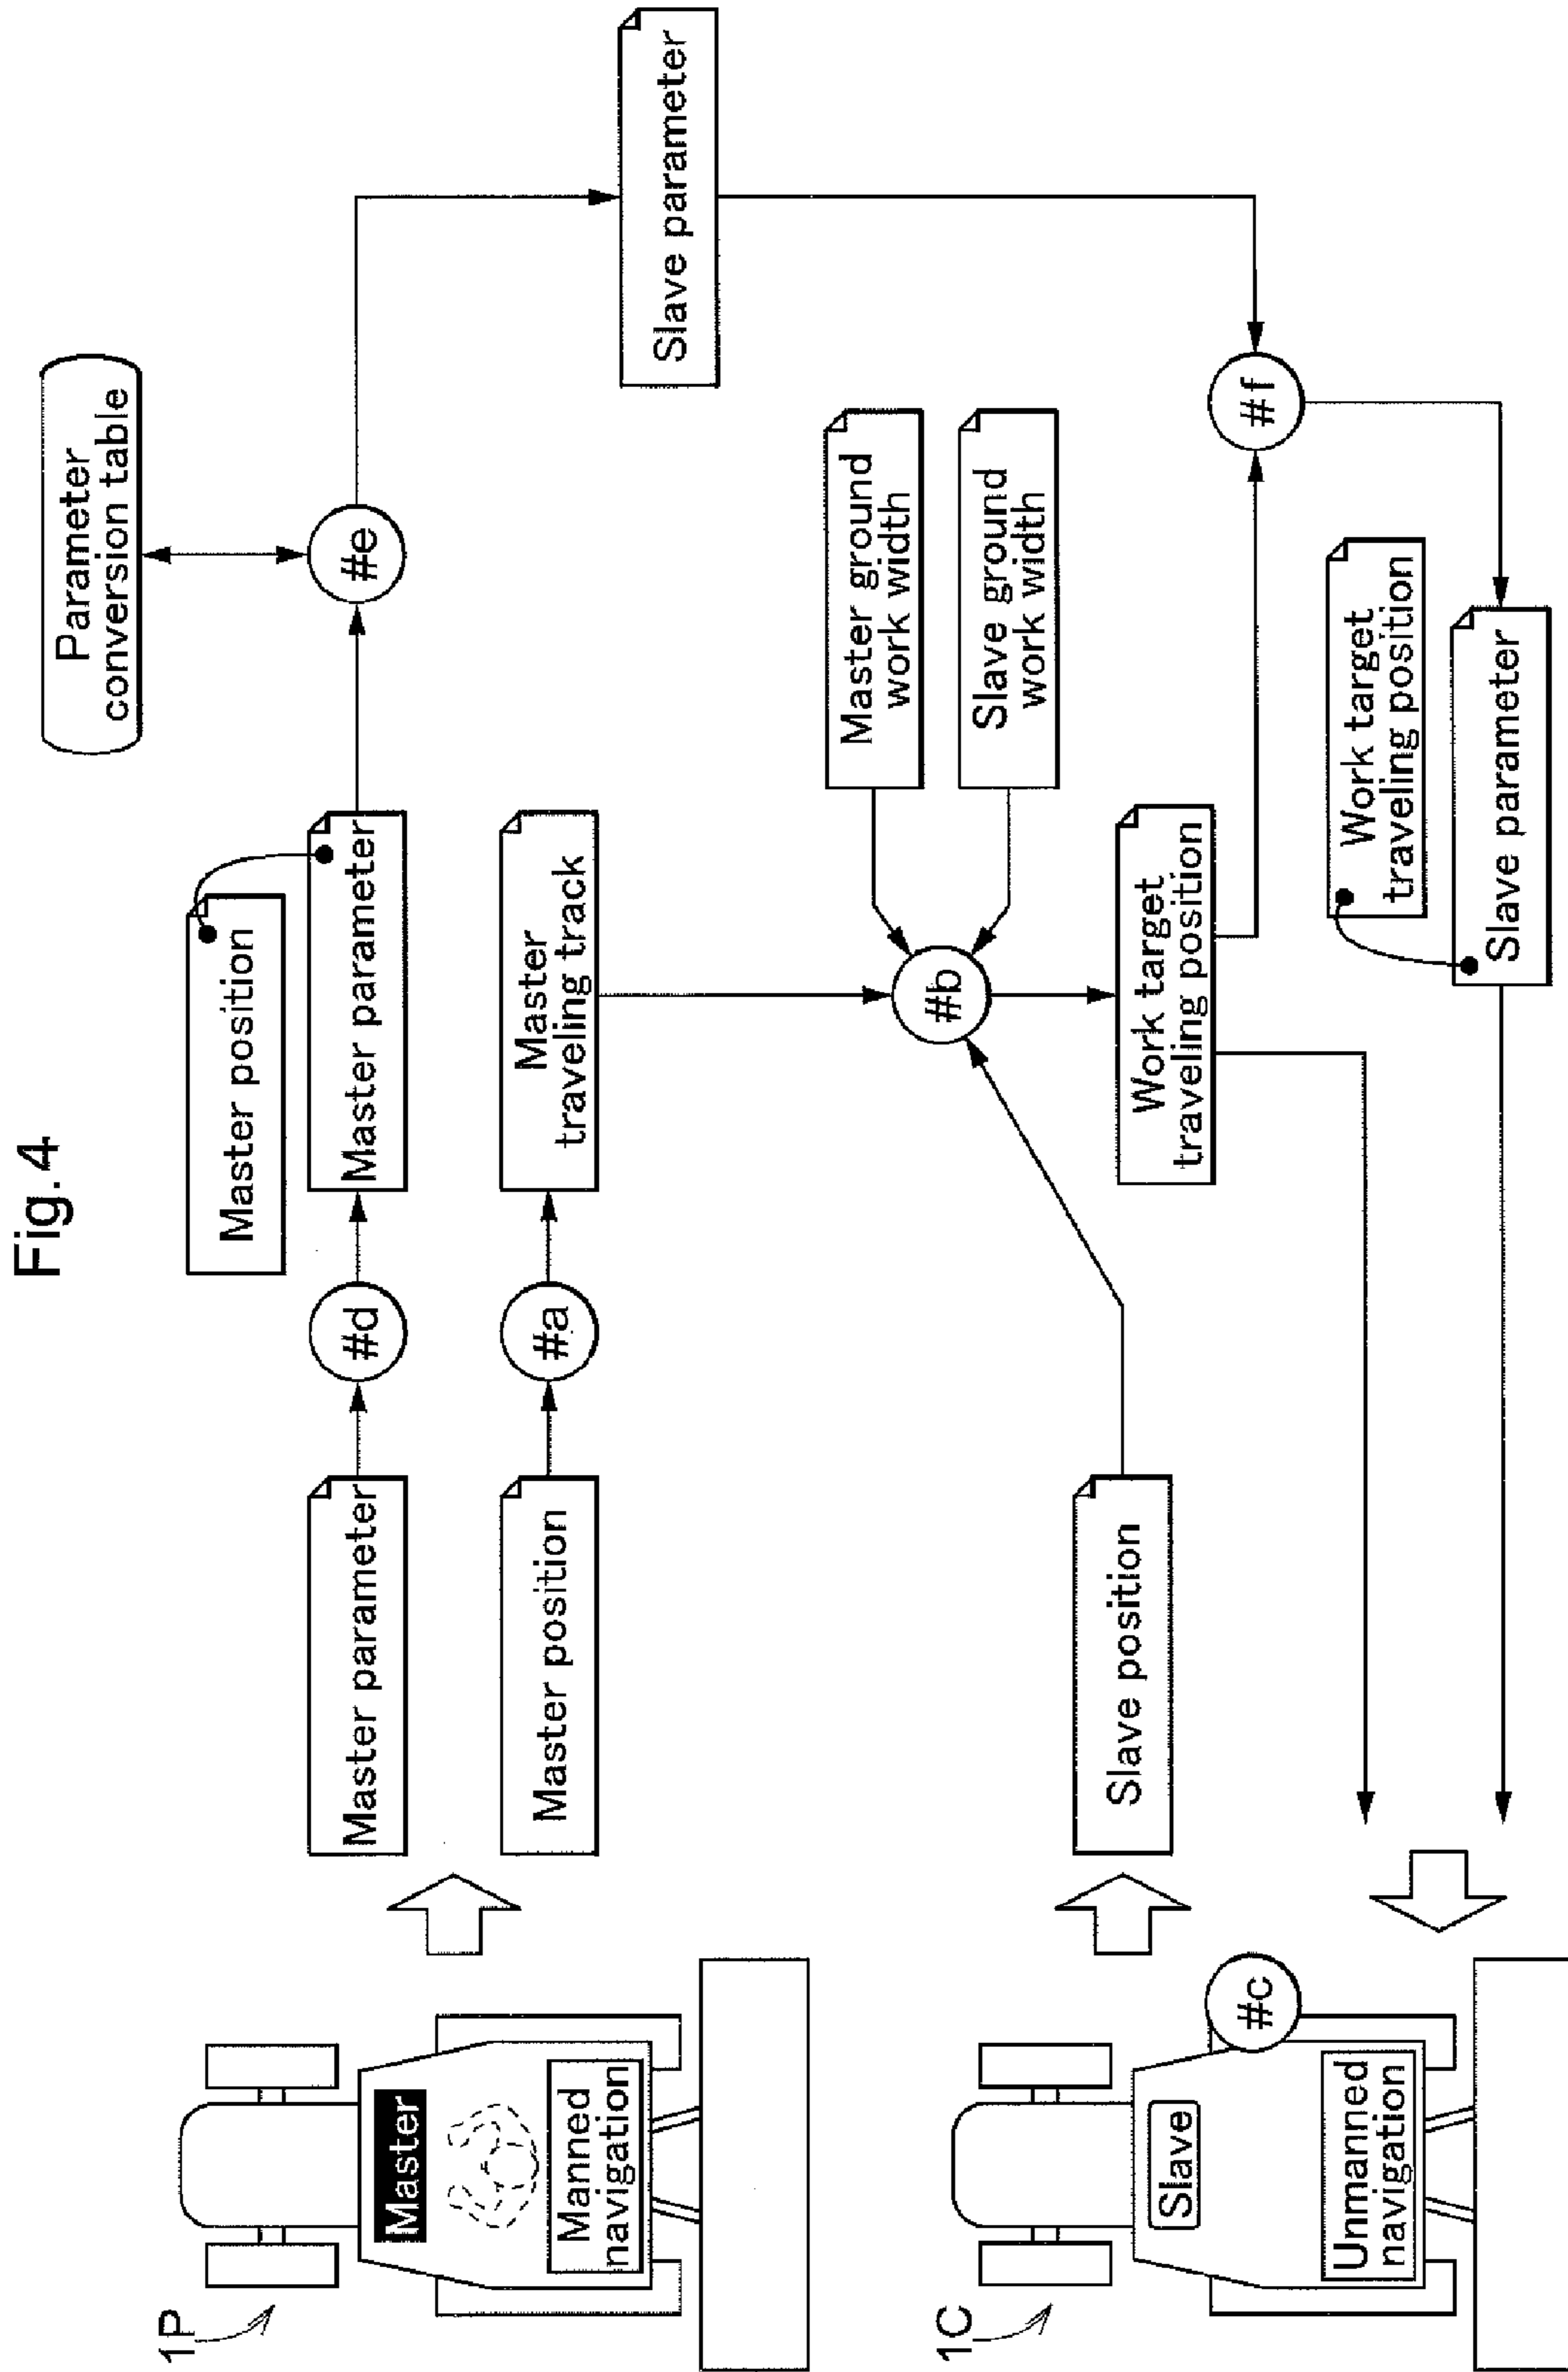 Fig.4
1P
Master
Manned
navigation
Master parameter
Master position
#d
#a
Master position
Master parameter
Master
traveling track
#e
Parameter
conversion table
Slave parameter
1C
Slave
Unmanned
navigation
#c
Slave position
#b
Master ground
work width
Slave ground
work width
Work target
traveling position
#f
Work target
traveling position
Slave parameter